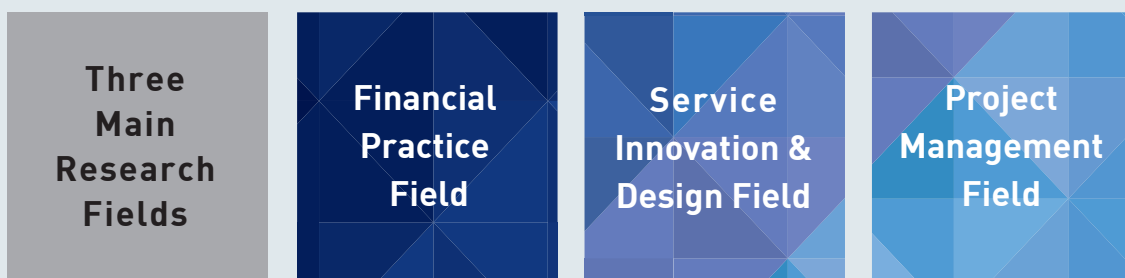 Three
Main
Research
Fields
Financial
Practice
Field
Service
Innovation &
Design Field
Project
Management
Field